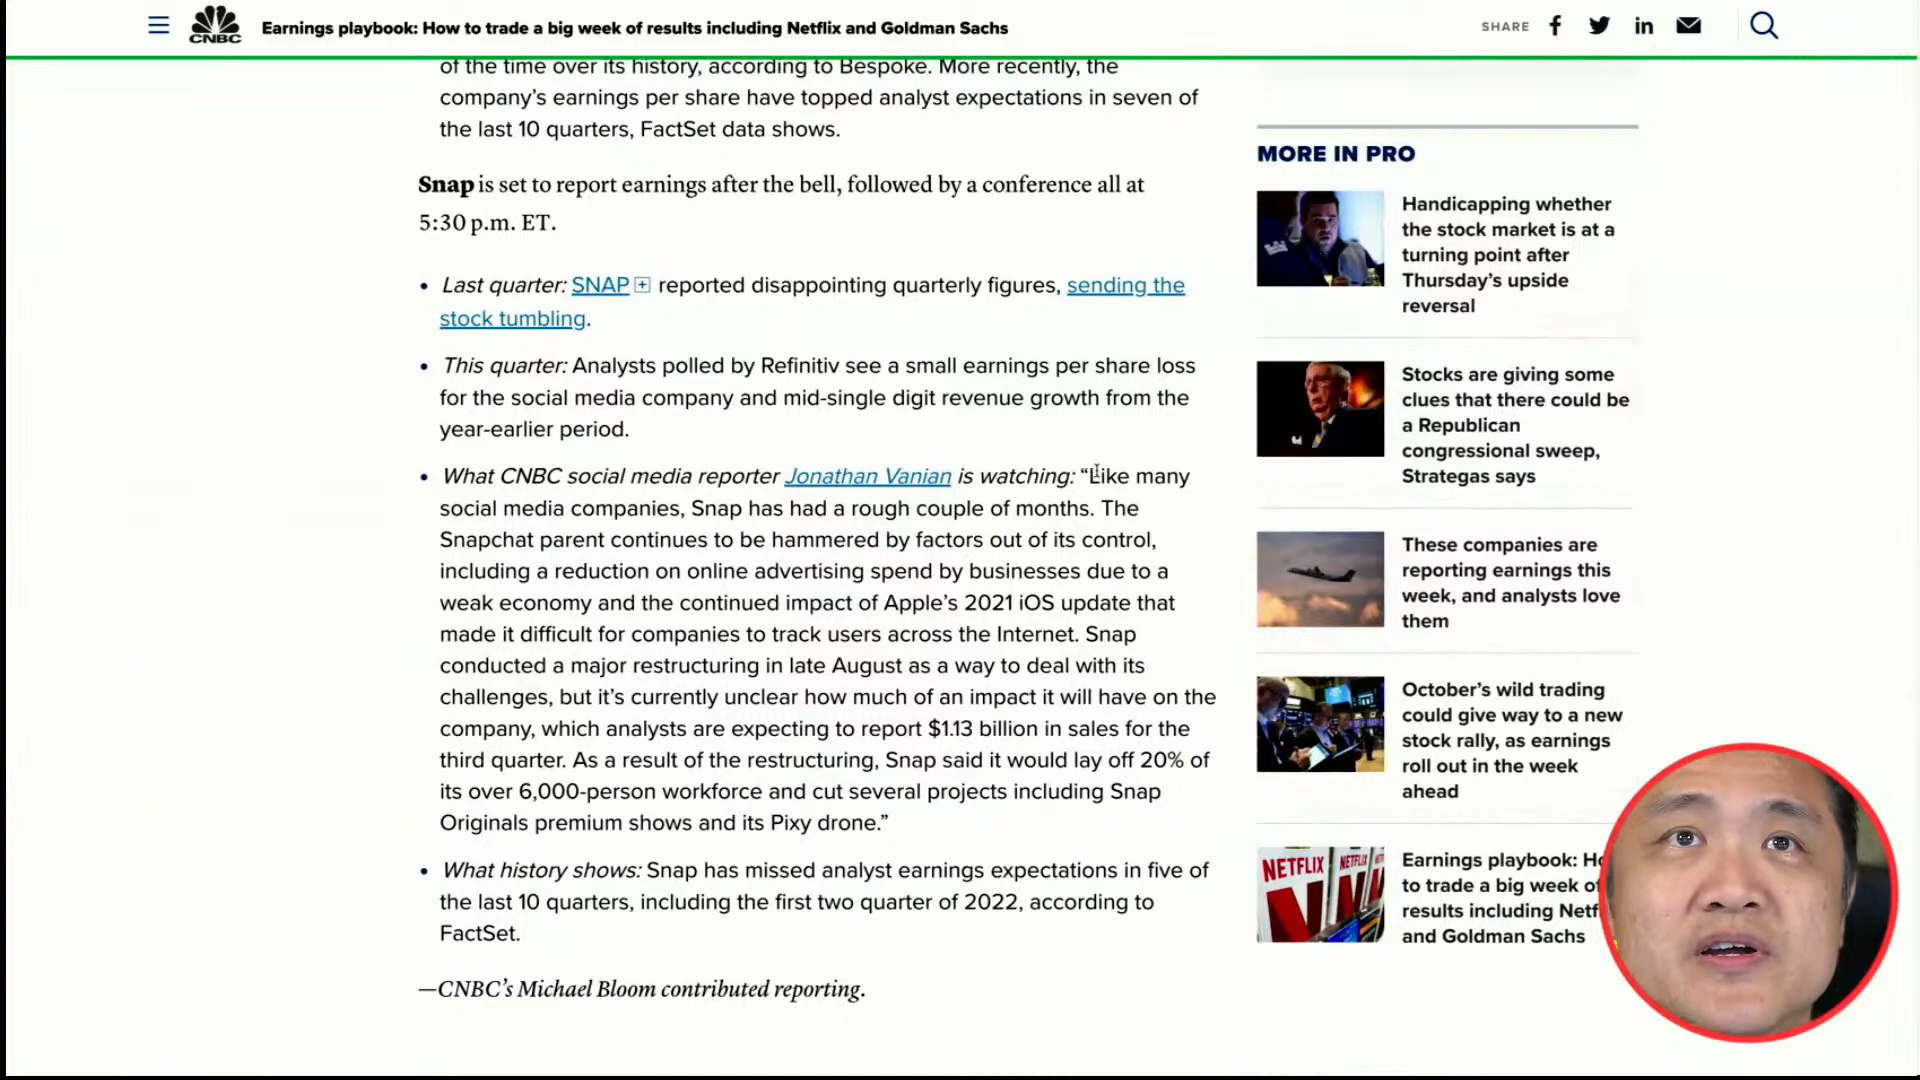 CNBC
Earnings playbook: How to trade a big week of results including Netflix and Goldman Sachs
SHARE
of the time over its history, according to Bespoke. More recently, the
company’s earnings per share have topped analyst expectations in seven of
the last 10 quarters, FactSet data shows.
Snap is set to report earnings after the bell, followed by a conference all at
5:30 p.m. ET.
• Last quarter: SNAP reported disappointing quarterly figures, sending the
stock tumbling.
• This quarter: Analysts polled by Refinitiv see a small earnings per share loss
for the social media company and mid-single digit revenue growth from the
year-earlier period.
• What CNBC social media reporter Jonathan Vanian is watching: “Like many
social media companies, Snap has had a rough couple of months. The
Snapchat parent continues to be hammered by factors out of its control,
including a reduction on online advertising spend by businesses due to a
weak economy and the continued impact of Apple’s 2021 iOS update that
made it difficult for companies to track users across the Internet. Snap
conducted a major restructuring in late August as a way to deal with its
challenges, but it’s currently unclear how much of an impact it will have on the
company, which analysts are expecting to report $1.13 billion in sales for the
third quarter. As a result of the restructuring, Snap said it would lay off 20% of
its over 6,000-person workforce and cut several projects including Snap
Originals premium shows and its Pixy drone.”
• What history shows: Snap has missed analyst earnings expectations in five of
the last 10 quarters, including the first two quarter of 2022, according to
FactSet.
—CNBC’s Michael Bloom contributed reporting.
MORE IN PRO
Handicapping whether
the stock market is at a
turning point after
Thursday’s upside
reversal
Stocks are giving some
clues that there could be
a Republican
congressional sweep,
Strategas says
These companies are
reporting earnings this
week, and analysts love
them
October’s wild trading
could give way to a new
stock rally, as earnings
roll out in the week
ahead
NETFLIX NETFLIX
Earnings playbook:
to trade a big week
results including
and Goldman Sachs